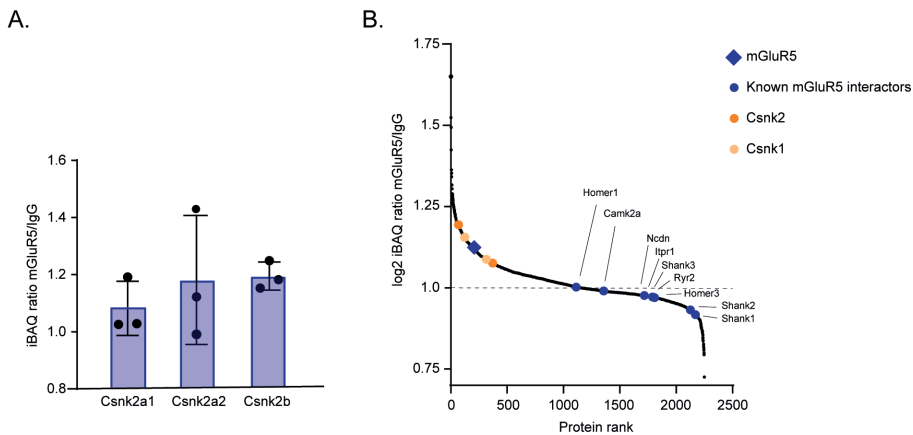 A.
iBAQ ratio mGluR5/IgG
1.6
1.4
1.2
1.0
0.8
Csnk2a1 Csnk2a2 Csnk2b
B.
log2 iBAQ ratio mGluR5/IgG
1.75
1.5
1.25
1.0
0.75
0 500 1000 1500 2000 2500
Protein rank
Homer1
Camk2a
Ncdn
Itpr1
Shank3
Ryr2
Homer3
Shank2
Shank1
mGluR5
Known mGluR5 interactors
Csnk2
Csnk1